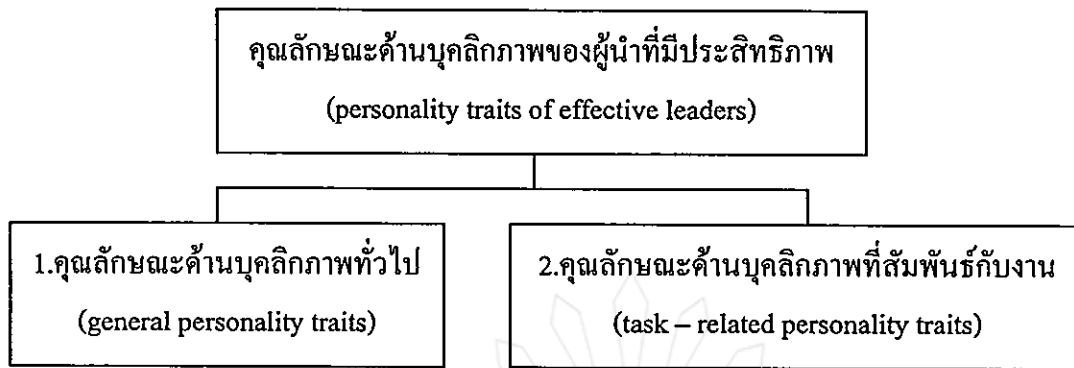 คุณลักษณะด้านบุคลิกภาพของผู้นำที่มีประสิทธิภาพ
(personality traits of effective leaders)
1.คุณลักษณะด้านบุคลิกภาพทั่วไป
(general personality traits)
2.คุณลักษณะด้านบุคลิกภาพที่สัมพันธ์กับงาน
(task – related personality traits)